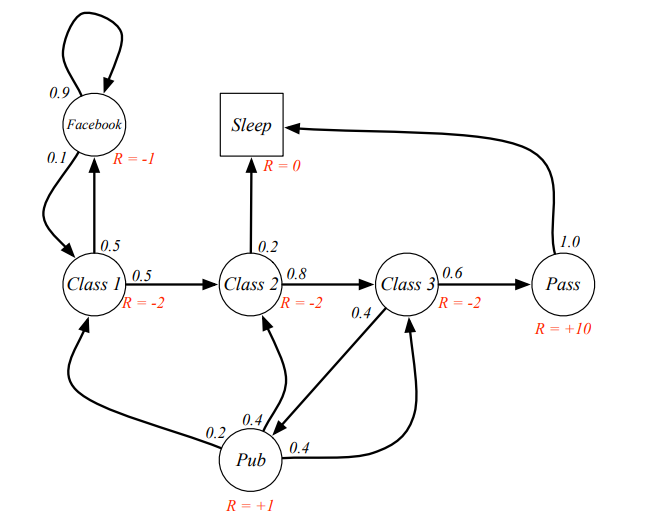 0.9
Facebook
Sleep
0.1
R = -1
R = 0
0.5
0.2
1.0
Class 1
0.5
Class 2
0.8
Class 3
0.6
Pass
R = -2
R = -2
R = -2
0.4
R = +10
0.4
0.2
0.4
Pub
R = +1